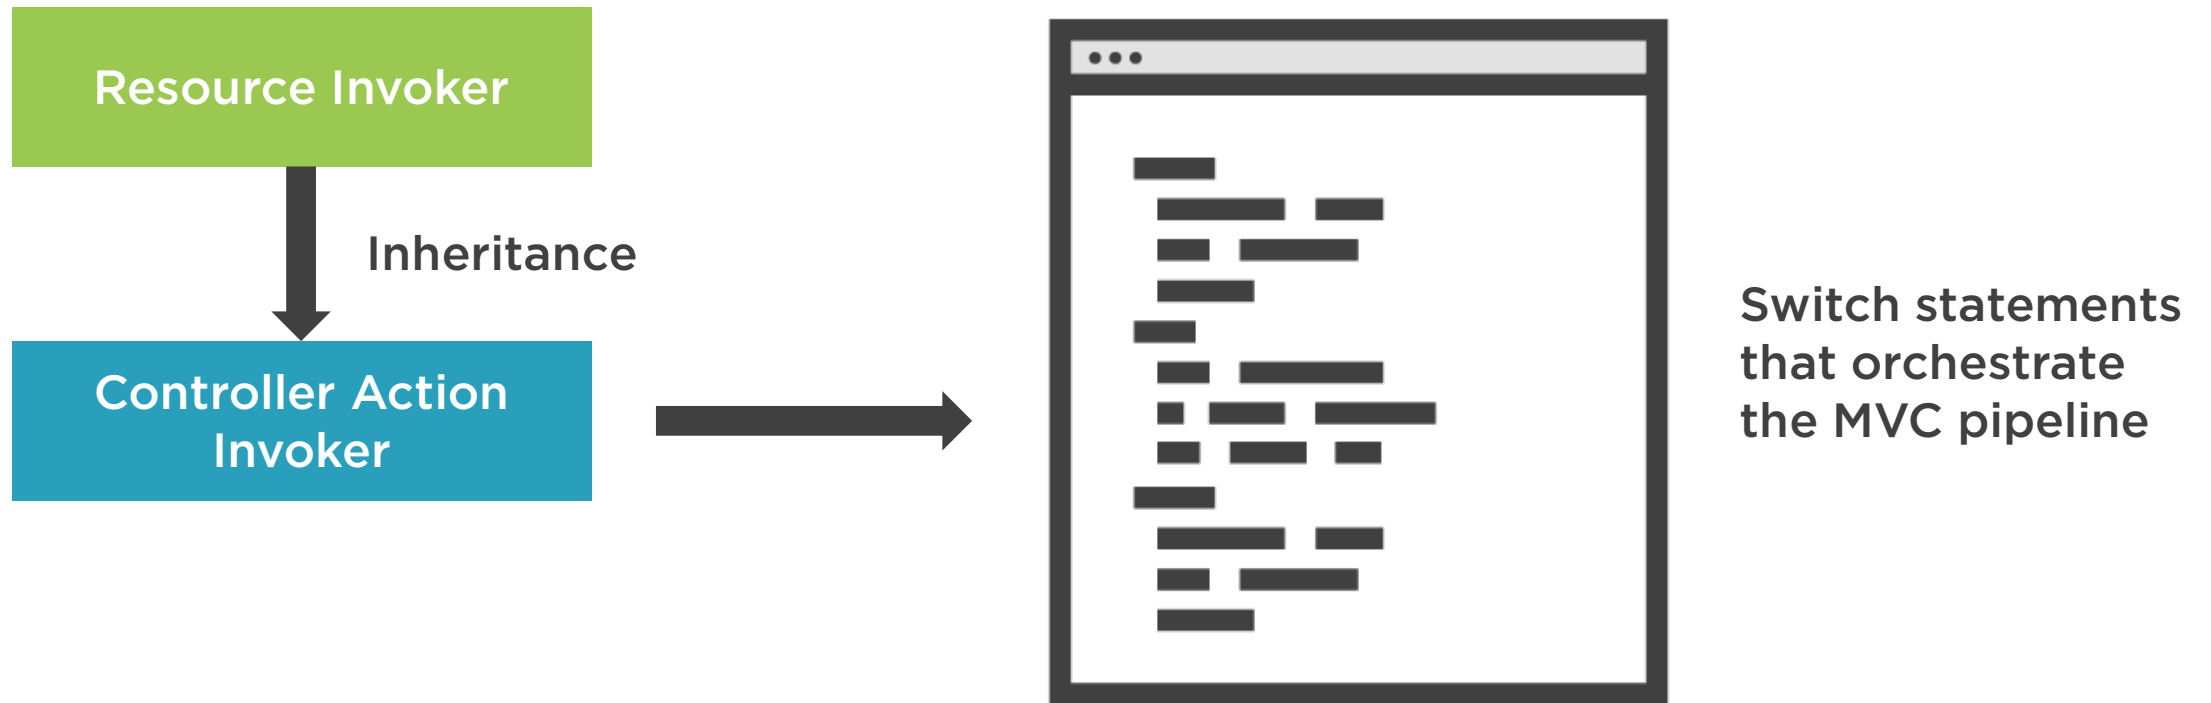 Resource Invoker
Inheritance
Controller Action
Invoker
Switch statements
that orchestrate
the MVC pipeline